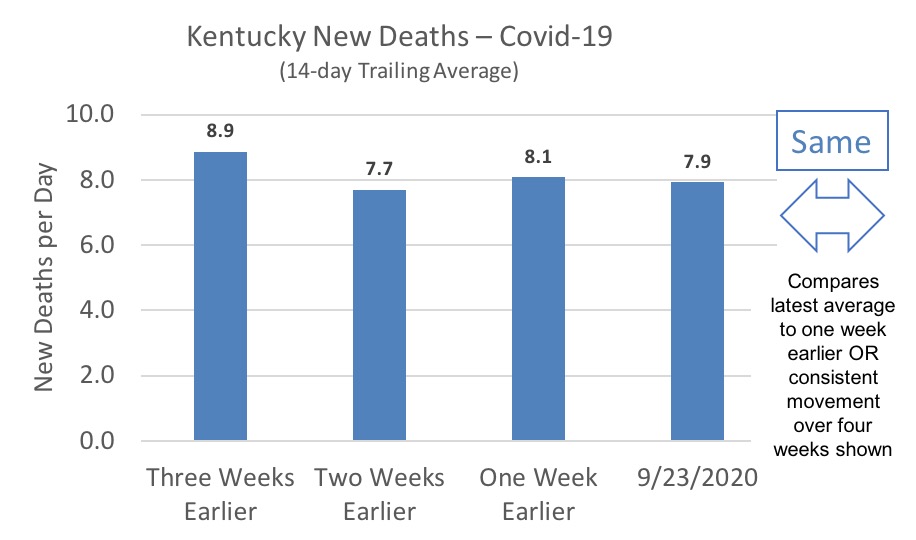 Kentucky New Deaths – Covid-19
(14-day Trailing Average)
New Deaths per Day
10.0
8.0
6.0
4.0
2.0
0.0
8.9
7.7
8.1
7.9
Three Weeks
Earlier
Two Weeks
Earlier
One Week
Earlier
9/23/2020
Same
Compares
latest average
to one week
earlier OR
consistent
movement
over four
weeks shown